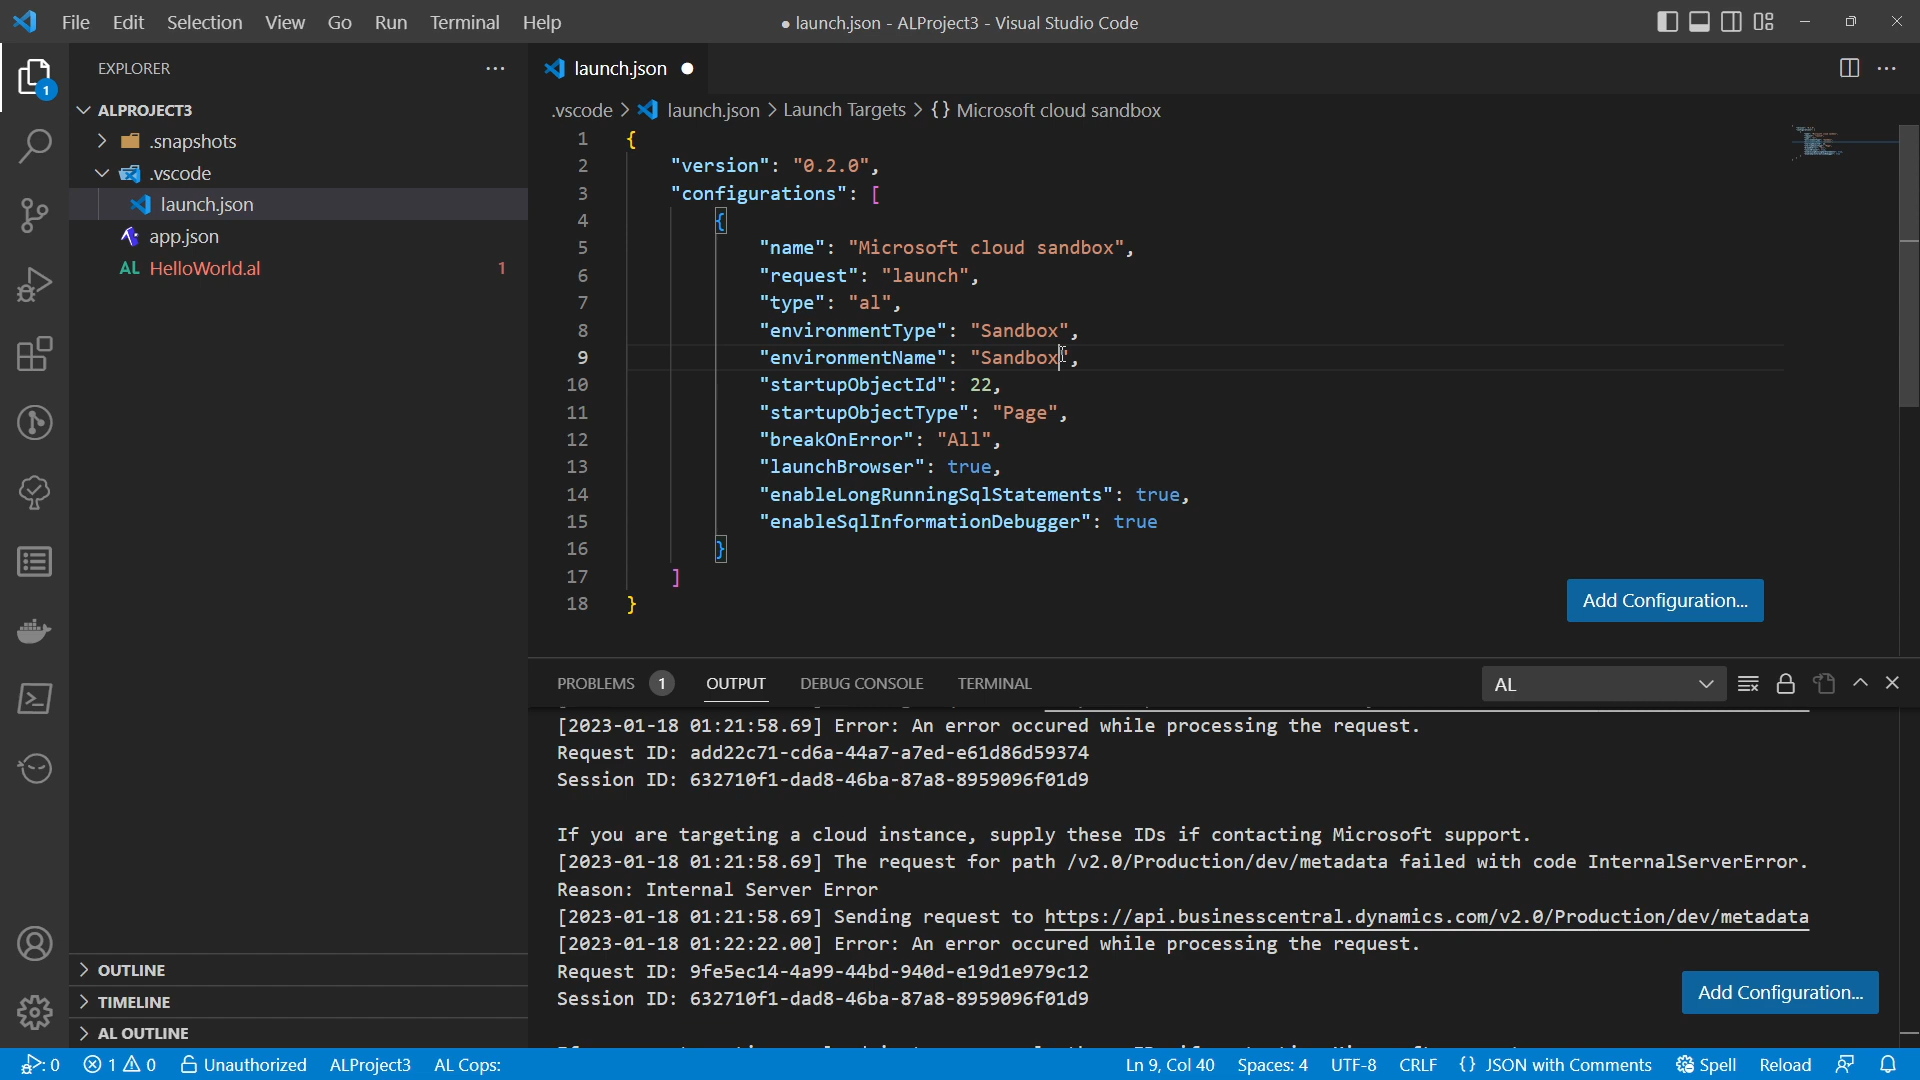 File Edit Selection View Go Run Terminal Help
● launch.json - ALProject3 - Visual Studio Code
EXPLORER
ALPROJECT3
.snapshots
.vscode
launch.json
app.json
AL HelloWorld.al 1
OUTLINE
TIMELINE
AL OUTLINE
1
launch.json ●
.vscode > launch.json > Launch Targets > {} Microsoft cloud sandbox
1 {
2 "version": "0.2.0",
3 "configurations": [
4 {
5 "name": "Microsoft cloud sandbox",
6 "request": "launch",
7 "type": "al",
8 "environmentType": "Sandbox",
9 "environmentName": "Sandbox",
10 "startupObjectId": 22,
11 "startupObjectType": "Page",
12 "breakOnError": "All",
13 "launchBrowser": true,
14 "enableLongRunningSqlStatements": true,
15 "enableSqlInformationDebugger": true
16 }
17 ]
18 }
Add Configuration...
PROBLEMS 1 OUTPUT DEBUG CONSOLE TERMINAL AL
[2023-01-18 01:21:58.69] Error: An error occured while processing the request.
Request ID: add22c71-cd6a-44a7-a7ed-e61d86d59374
Session ID: 632710f1-dad8-46ba-87a8-8959096f01d9
If you are targeting a cloud instance, supply these IDs if contacting Microsoft support.
[2023-01-18 01:21:58.69] The request for path /v2.0/Production/dev/metadata failed with code InternalServerError.
Reason: Internal Server Error
[2023-01-18 01:21:58.69] Sending request to https://api.businesscentral.dynamics.com/v2.0/Production/dev/metadata
[2023-01-18 01:22:22.00] Error: An error occured while processing the request.
Request ID: 9fe5ec14-4a99-44bd-940d-e19d1e979c12
Session ID: 632710f1-dad8-46ba-87a8-8959096f01d9
Add Configuration...
: 0 1 0 Unauthorized ALProject3 AL Cops: Ln 9, Col 40 Spaces: 4 UTF-8 CRLF {} JSON with Comments Spell Reload